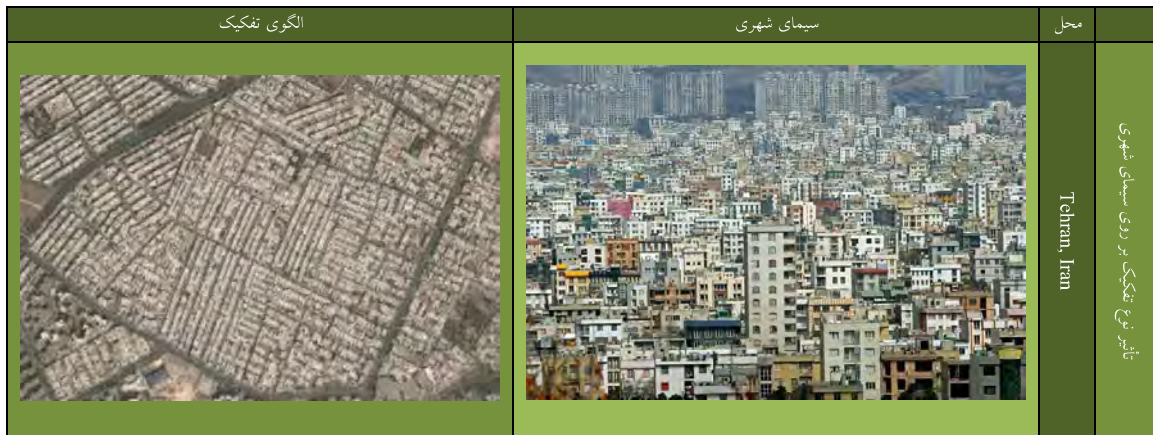 محل
سیمای شهری
الگوی تفکیک
تأثیر نوع تفکیک بر روی سیمای شهری
Tehran, Iran